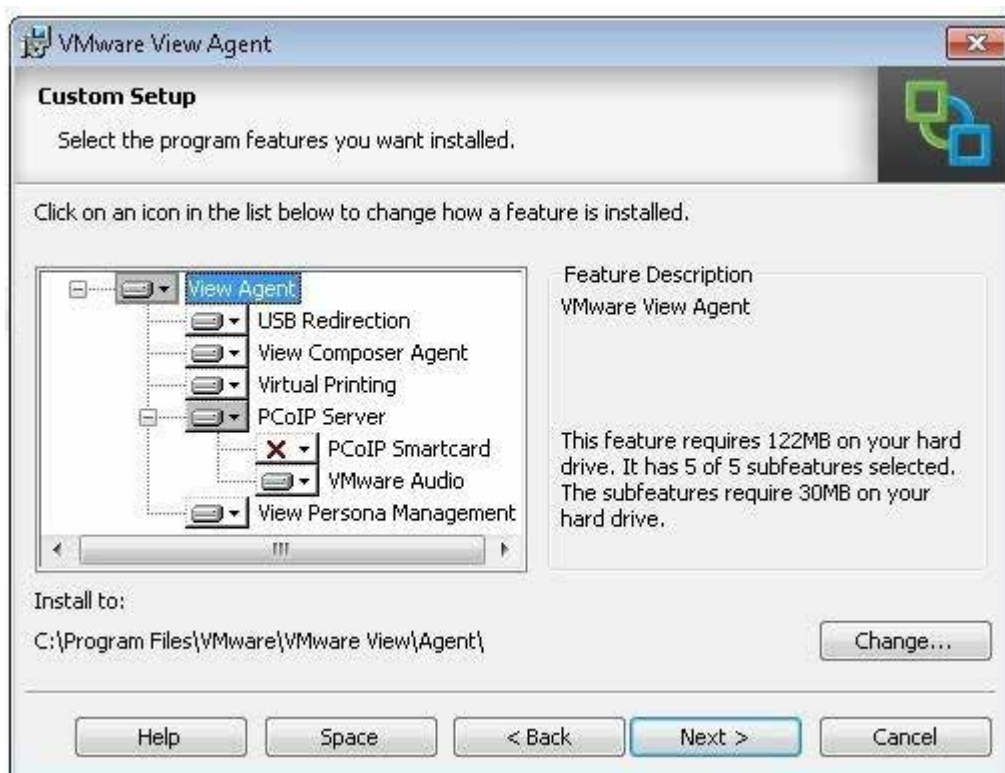 VMware View Agent
Custom Setup
Select the program features you want installed.
Click on an icon in the list below to change how a feature is installed.
View Agent
USB Redirection
View Composer Agent
Virtual Printing
PCoIP Server
PCoIP Smartcard
VMware Audio
View Persona Management
Feature Description
VMware View Agent
This feature requires 122MB on your hard
drive. It has 5 of 5 subfeatures selected.
The subfeatures require 30MB on your
hard drive.
Install to:
C:\Program Files\VMware\VMware View\Agent\
Change...
Help
Space
< Back
Next >
Cancel